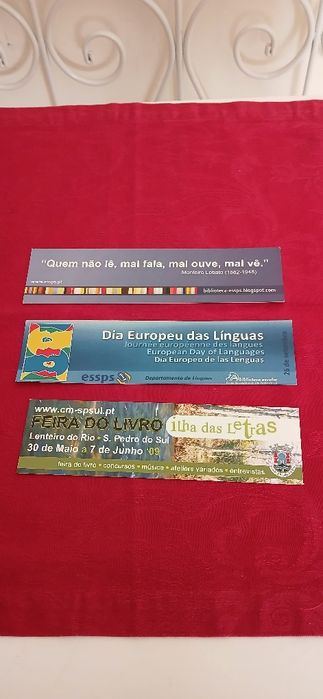 "Quem não lê, mal fala, mal ouve, mal vê."
Monteiro Lobato (1882-1948)
www.essps.pt
biblioteca-essps.blogspot.com
Dia Europeu das Línguas
Journée européenne des langues
European Day of Languages
Dia Europeo de las Lenguas
26 de setembro
essps
Departamento de Línguas
Biblioteca escolar
www.cm-spsul.pt
FEIRA DO LIVRO
ilha das Letras
Lenteiro do Rio - S. Pedro do Sul
30 de Maio a 7 de Junho '09
feira do livro • concursos • música • ateliers variados • entrevistas